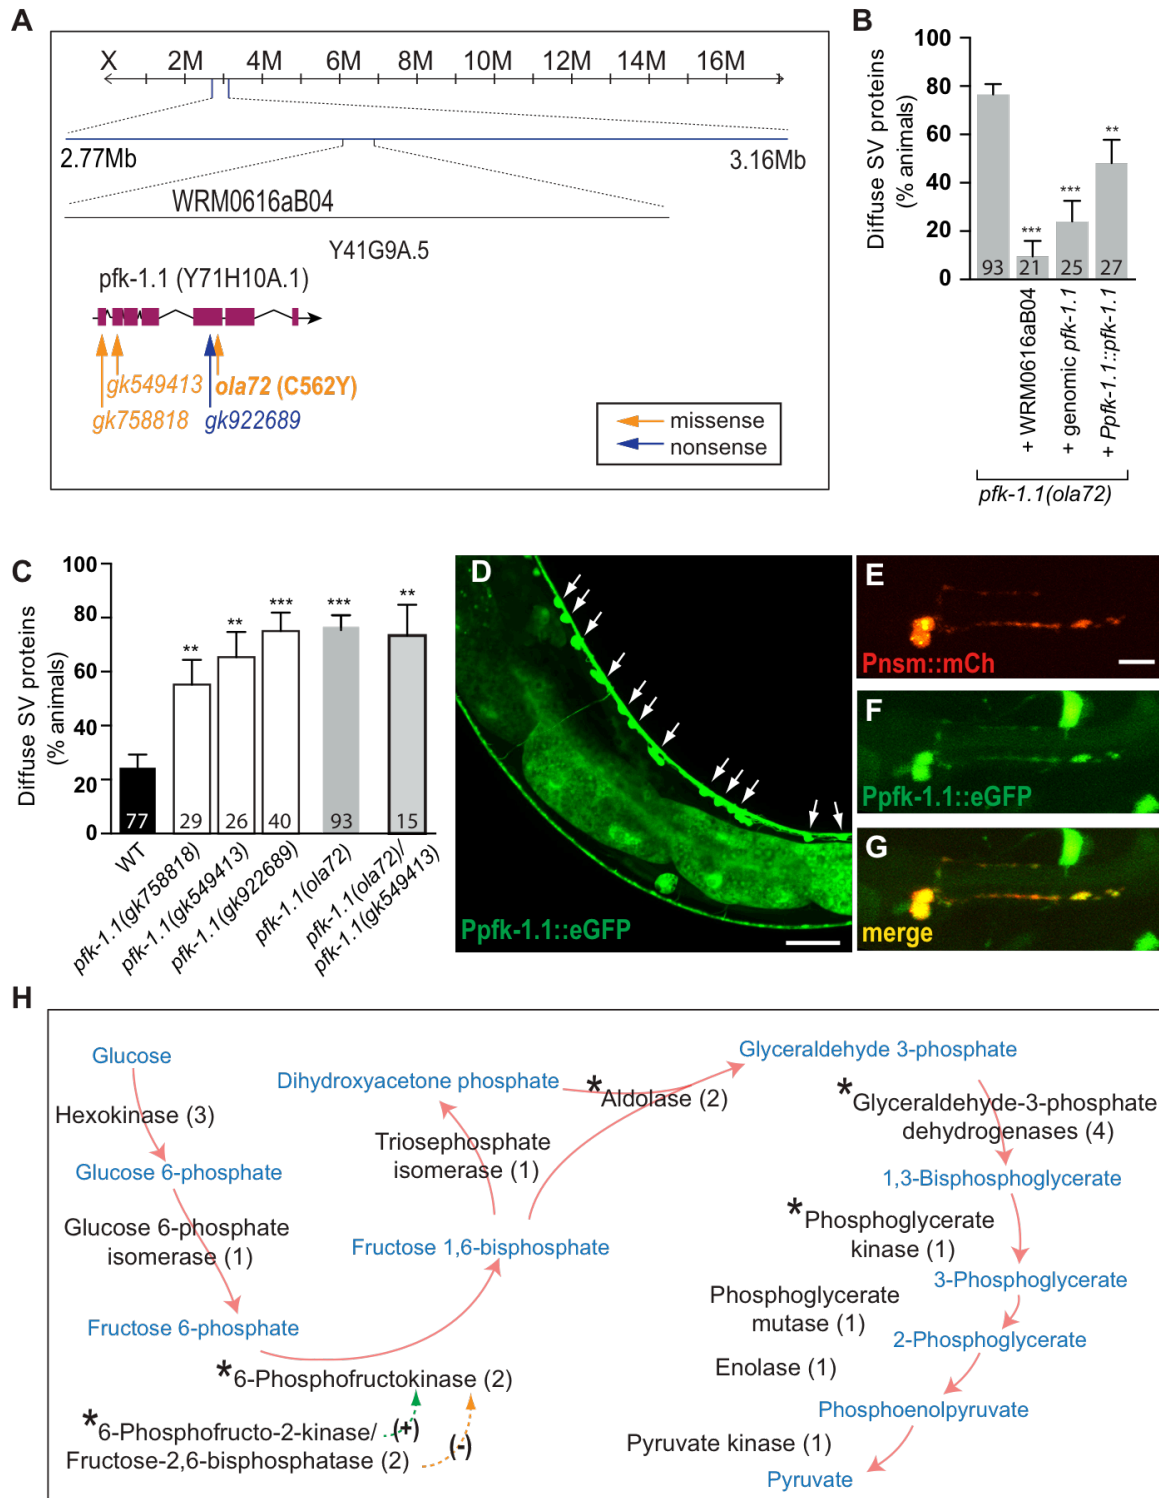 A
X 2M 4M 6M 8M 10M 12M 14M 16M
2.77Mb
3.16Mb
WRM0616aB04
Y41G9A.5
pfk-1.1 (Y71H10A.1)
gk549413 ola72 (C562Y)
gk758818 gk922689
missense
nonsense
B
Diffuse SV proteins
(% animals)
100
80
60
40
20
0
** 
***
***
93 21 25 27
+ WRM0616aB04
+ genomic pfk-1.1
+ Ppfk-1.1::pfk-1.1
pfk-1.1(ola72)
C
Diffuse SV proteins
(% animals)
100
80
60
40
20
0
** ** *** *** **
77 29 26 40 93 15
WT
pfk-1.1(gk758818)
pfk-1.1(gk549413)
pfk-1.1(gk922689)
pfk-1.1(ola72)
pfk-1.1(ola72)/
pfk-1.1(gk549413)
D
Ppfk-1.1::eGFP
E
Pnsm::mCh
F
Ppfk-1.1::eGFP
G
merge
H
Glucose
Hexokinase (3)
Glucose 6-phosphate
Glucose 6-phosphate
isomerase (1)
Fructose 6-phosphate
*6-Phosphofructokinase (2)
*6-Phosphofructo-2-kinase/ (+)
Fructose-2,6-bisphosphatase (2) (-)
Fructose 1,6-bisphosphate
Triosephosphate
isomerase (1)
Dihydroxyacetone phosphate
*Aldolase (2)
Glyceraldehyde 3-phosphate
*Glyceraldehyde-3-phosphate
dehydrogenases (4)
1,3-Bisphosphoglycerate
*Phosphoglycerate
kinase (1)
3-Phosphoglycerate
Phosphoglycerate
mutase (1)
2-Phosphoglycerate
Enolase (1)
Phosphoenolpyruvate
Pyruvate kinase (1)
Pyruvate